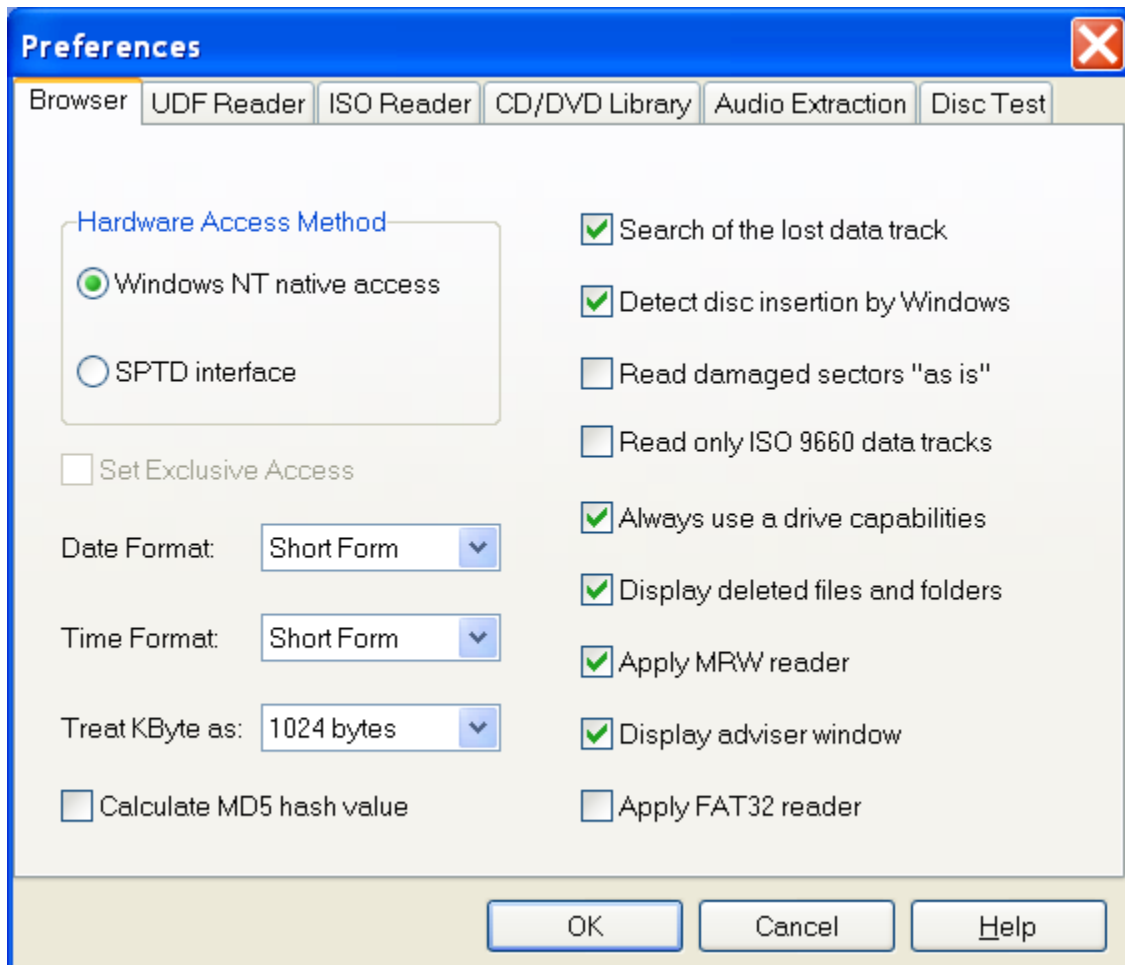 Preferences
Browser UDF Reader ISO Reader CD/DVD Library Audio Extraction Disc Test
Hardware Access Method
Windows NT native access
SPTD interface
Set Exclusive Access
Date Format: Short Form
Time Format: Short Form
Treat KByte as: 1024 bytes
Calculate MD5 hash value
Search of the lost data track
Detect disc insertion by Windows
Read damaged sectors "as is"
Read only ISO 9660 data tracks
Always use a drive capabilities
Display deleted files and folders
Apply MRW reader
Display adviser window
Apply FAT32 reader
OK Cancel Help